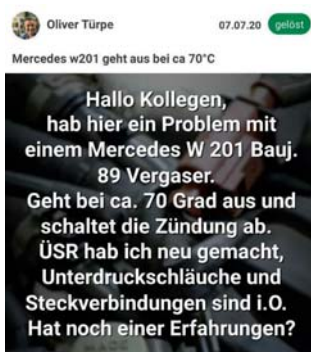 Oliver Türpe
07.07.20 gelöst
Mercedes w201 geht aus bei ca 70°C
Hallo Kollegen,
hab hier ein Problem mit
einem Mercedes W 201 Bauj.
89 Vergaser.
Geht bei ca. 70 Grad aus und
schaltet die Zündung ab.
ÜSR hab ich neu gemacht,
Unterdruckschläuche und
Steckverbindungen sind i.O.
Hat noch einer Erfahrungen?